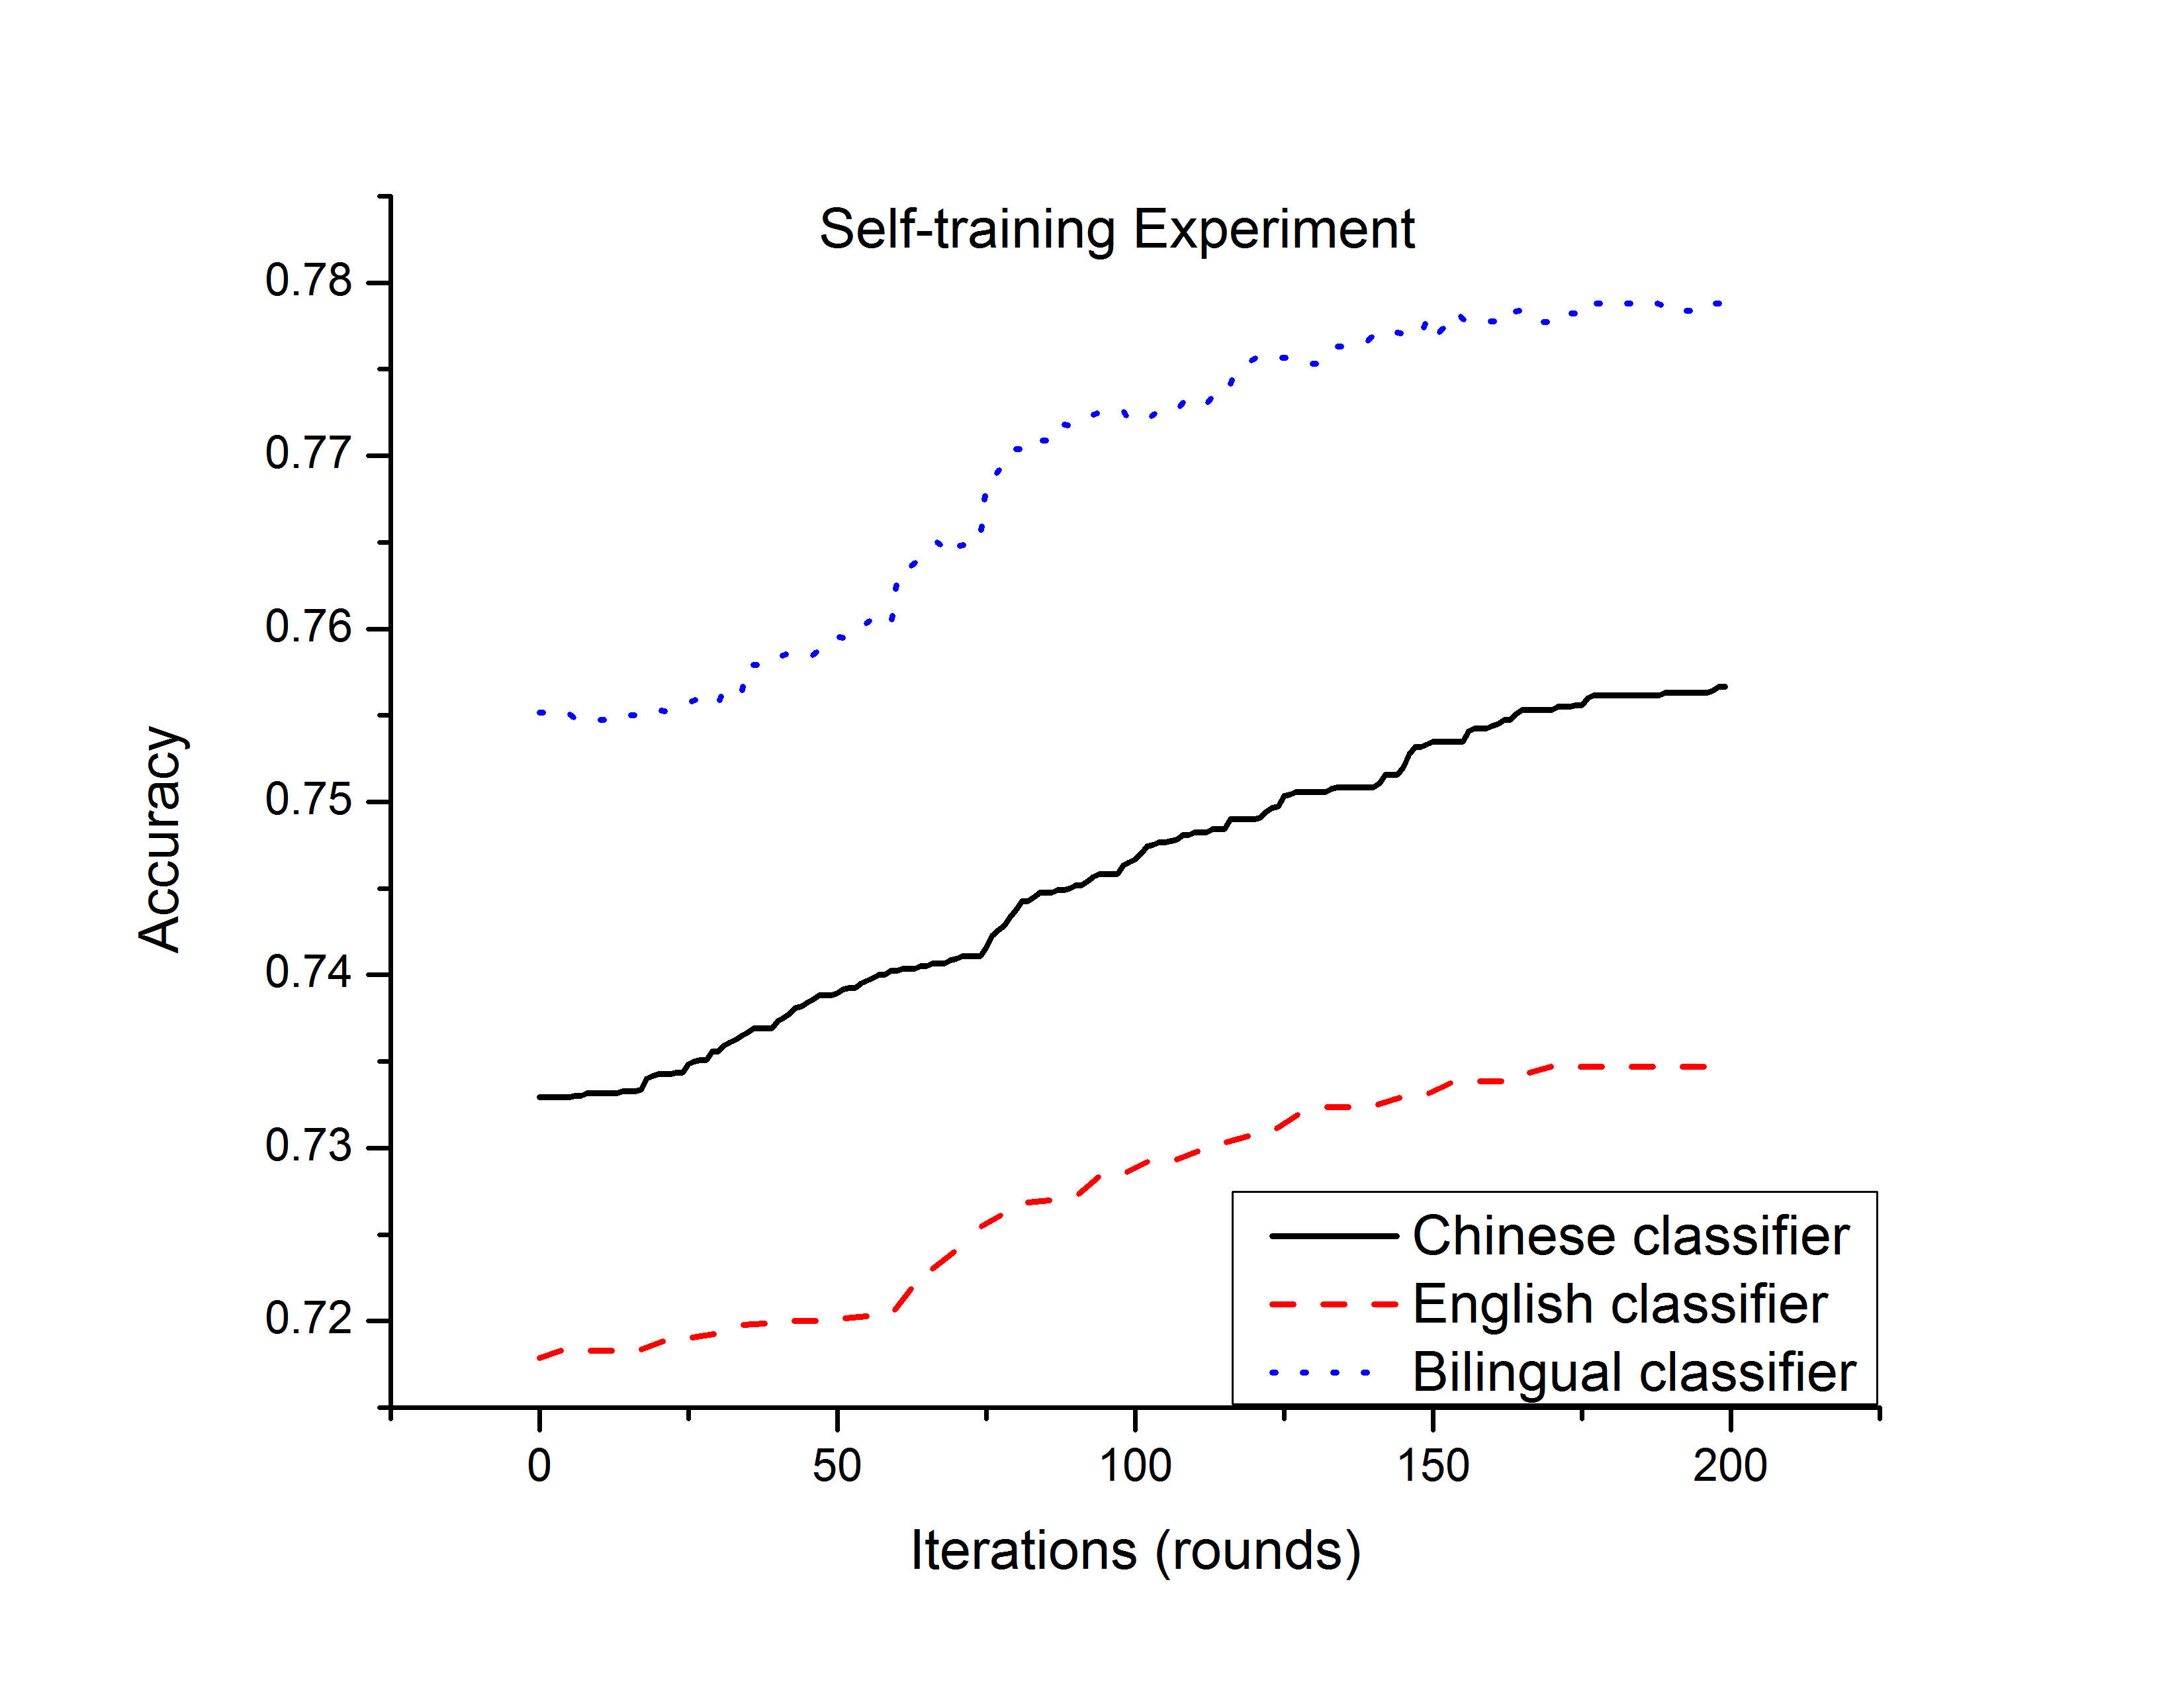 Self-training Experiment
0.78
0.77
0.76
0.75
0.74
0.73
0.72
Accuracy
Chinese classifier
English classifier
Bilingual classifier
0 50 100 150 200
Iterations (rounds)